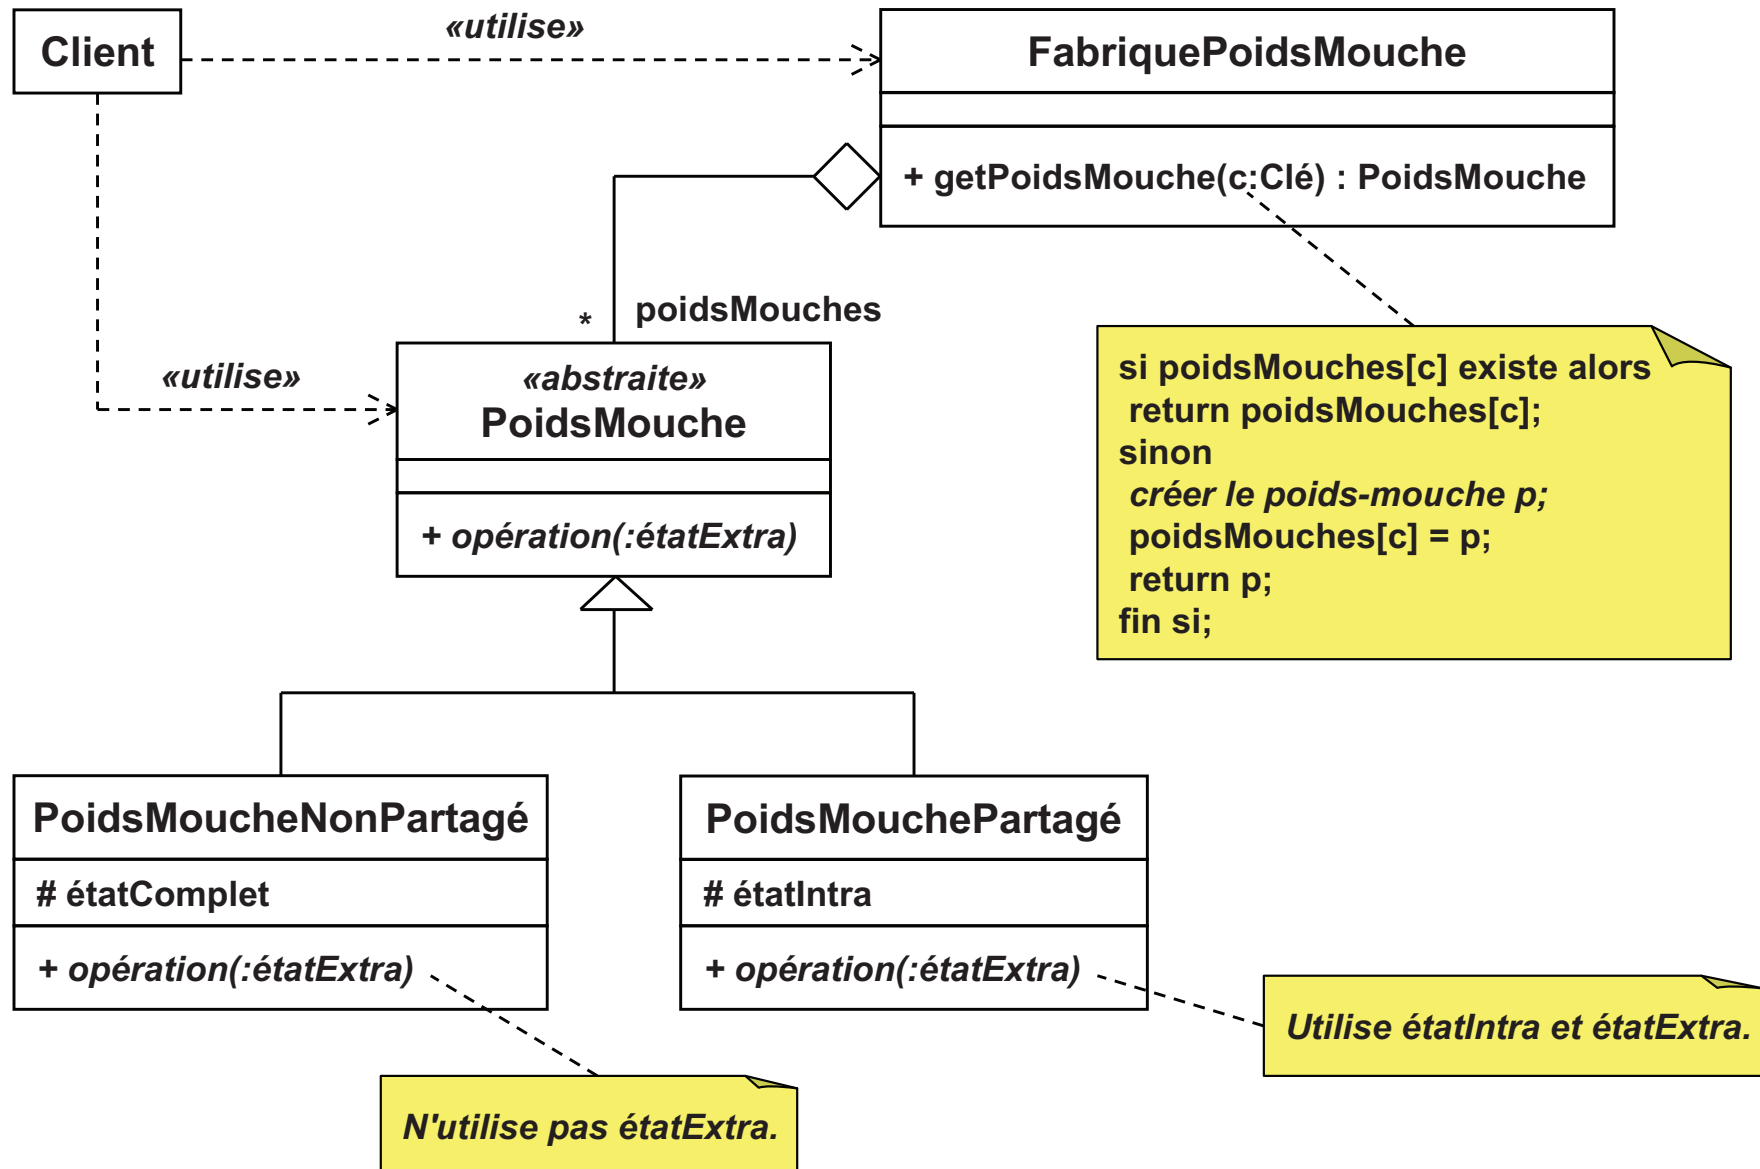 Client
«utilise»
FabriquePoidsMouche
+ getPoidsMouche(c:Clé) : PoidsMouche
* poidsMouches
«utilise»
«abstraite»
PoidsMouche
+ opération(:étatExtra)
si poidsMouches[c] existe alors
return poidsMouches[c];
sinon
créer le poids-mouche p;
poidsMouches[c] = p;
return p;
fin si;
PoidsMoucheNonPartagé
# étatComplet
+ opération(:étatExtra)
PoidsMouchePartagé
# étatIntra
+ opération(:étatExtra)
Utilise étatIntra et étatExtra.
N'utilise pas étatExtra.